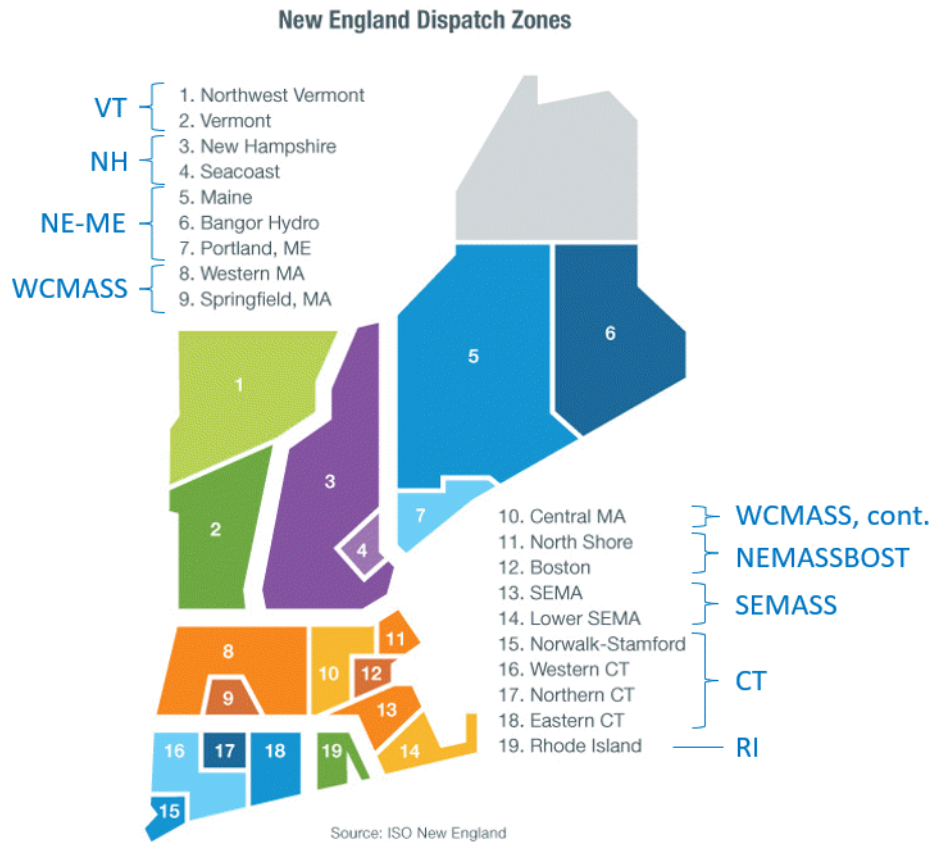 New England Dispatch Zones
VT
1. Northwest Vermont
2. Vermont
NH
3. New Hampshire
4. Seacoast
NE-ME
5. Maine
6. Bangor Hydro
7. Portland, ME
WCMASS
8. Western MA
9. Springfield, MA
1
2
3
4
5
6
7
10. Central MA
WCMASS, cont.
11. North Shore
12. Boston
NEMASSBOST
13. SEMA
14. Lower SEMA
SEMASS
15. Norwalk-Stamford
16. Western CT
17. Northern CT
18. Eastern CT
CT
19. Rhode Island
RI
8
9
10
11
12
13
14
15
16
17
18
19
Source: ISO New England